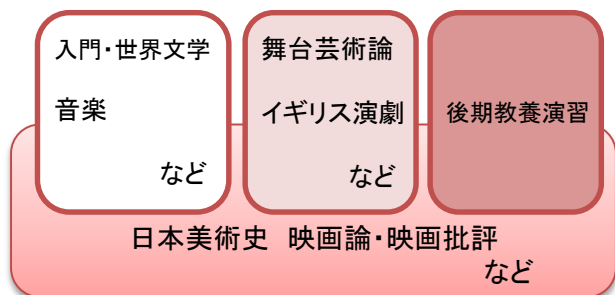 入門・世界文学
音楽
など
舞台芸術論
イギリス演劇
など
後期教養演習
日本美術史　映画論・映画批評
など